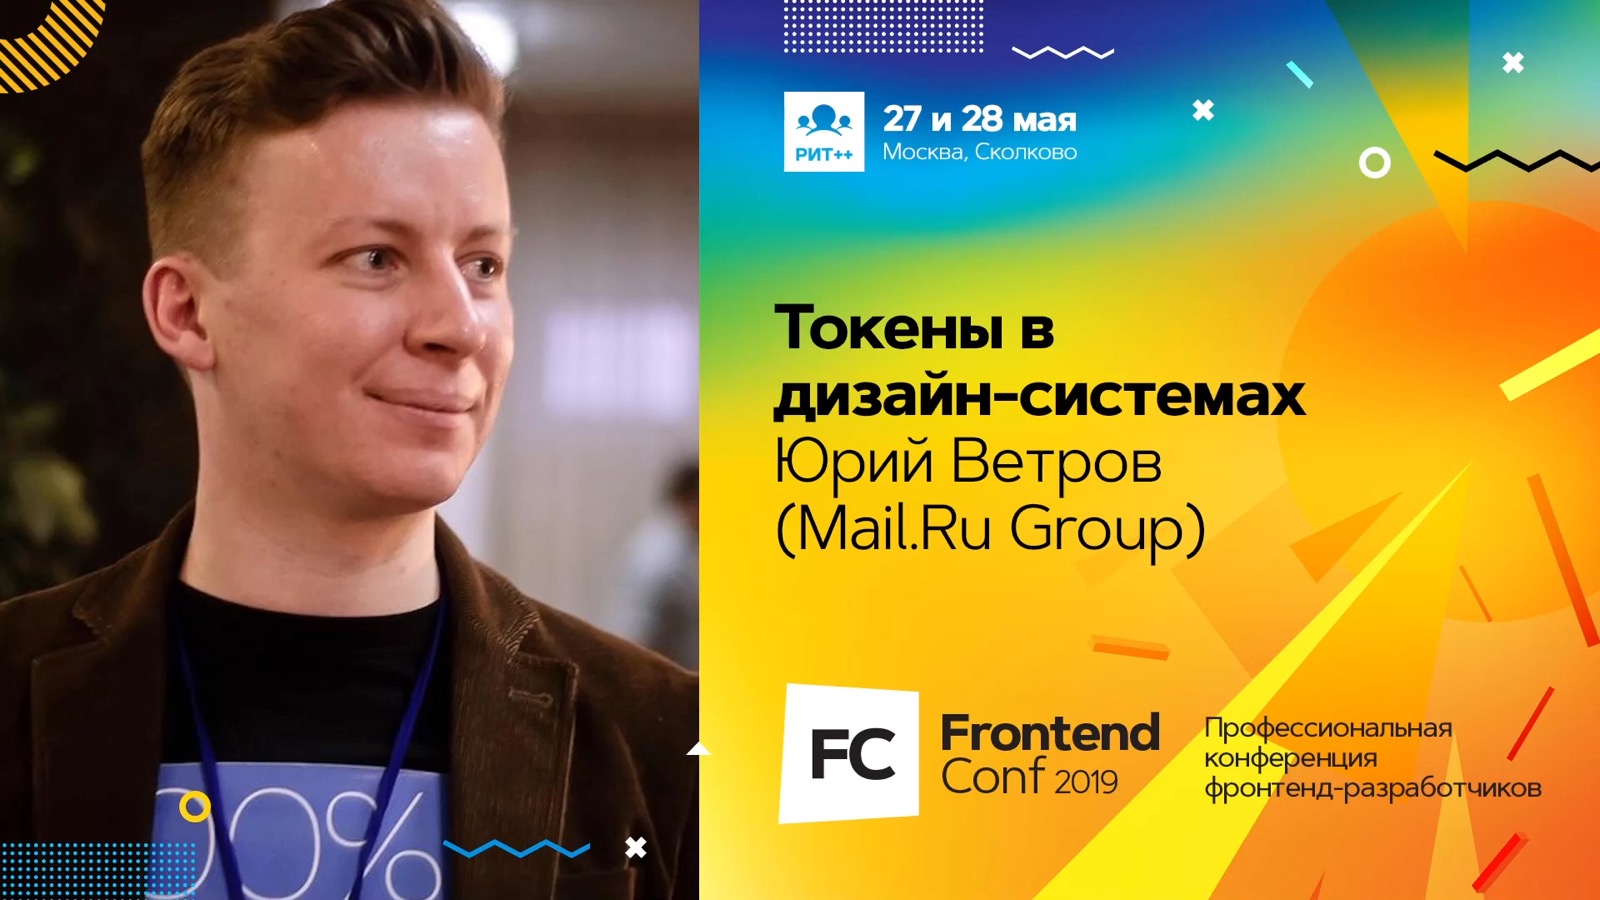 РИТ++
27 и 28 мая
Москва, Сколково
Токены в
дизайн-системах
Юрий Ветров
(Mail.Ru Group)
FC
Frontend
Conf 2019
Профессиональная
конференция
фронтенд-разработчиков
00%